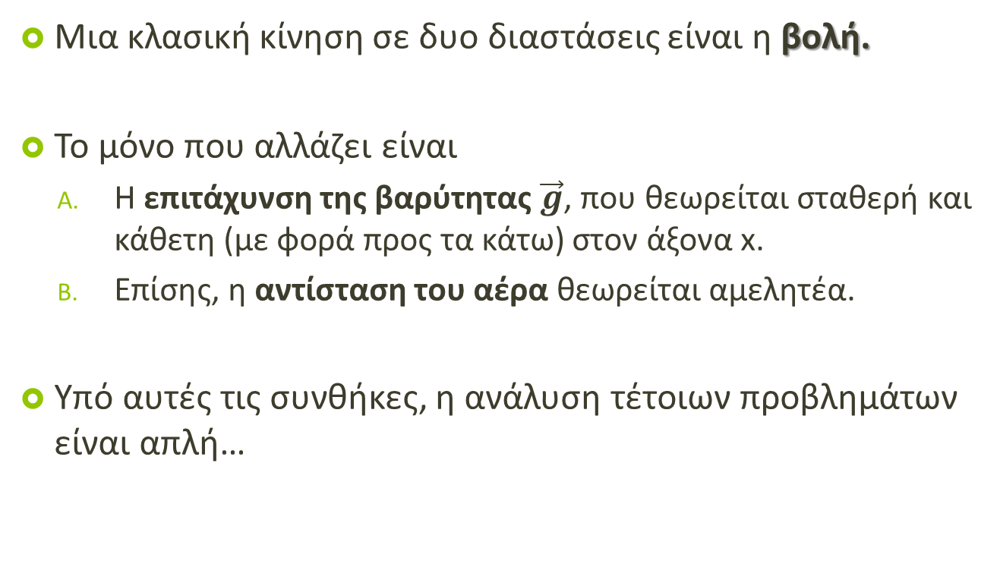 Μια κλασική κίνηση σε δυο διαστάσεις είναι η βολή.
Το μόνο που αλλάζει είναι
A. Η επιτάχυνση της βαρύτητας $\vec{g}$, που θεωρείται σταθερή και
κάθετη (με φορά προς τα κάτω) στον άξονα x.
B. Επίσης, η αντίσταση του αέρα θεωρείται αμελητέα.
Υπό αυτές τις συνθήκες, η ανάλυση τέτοιων προβλημάτων
είναι απλή…